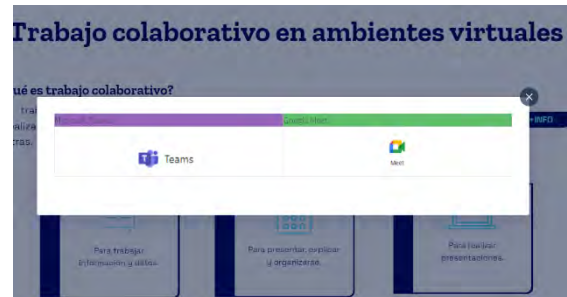 Trabajo colaborativo en ambientes virtuales
ué es trabajo colaborativo?
+INFO
Microsoft Teams
Google Meet
Teams
Meet
Para trabajar
información y datos.
Para presentar, explicar
y organizarse.
Para realizar
presentaciones.